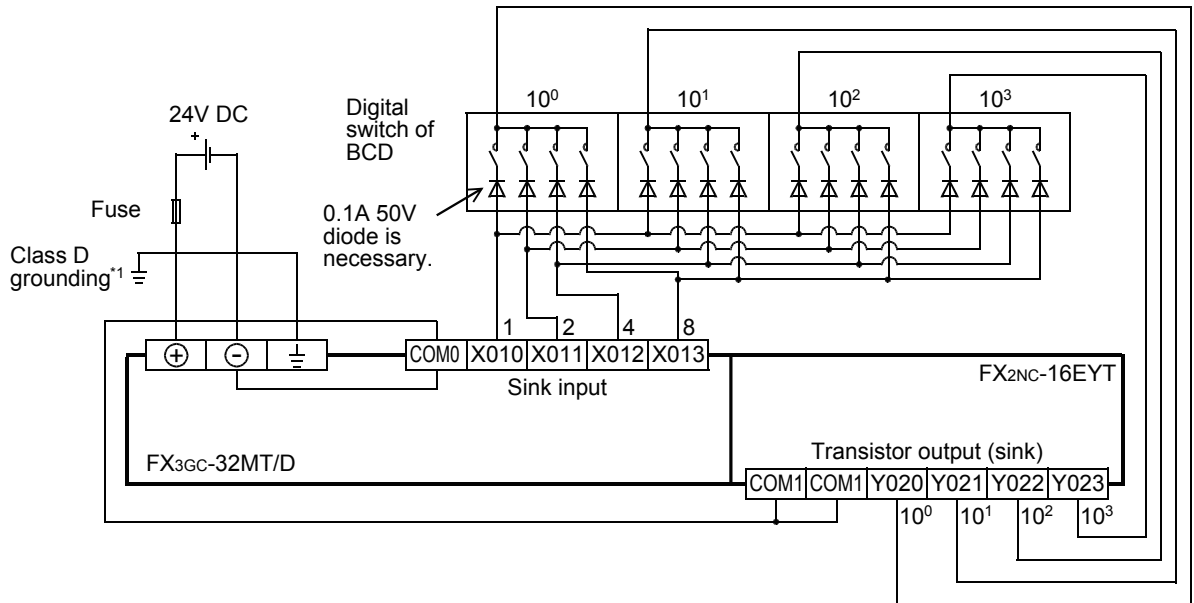 10⁰ 10¹ 10² 10³
Digital
switch of
BCD
24V DC
+
Fuse
0.1A 50V
diode is
necessary.
Class D
grounding*1
1 2 4 8
+ - COM0 X010 X011 X012 X013
Sink input
FX2NC-16EYT
FX3GC-32MT/D
Transistor output (sink)
COM1 COM1 Y020 Y021 Y022 Y023
10⁰ 10¹ 10² 10³